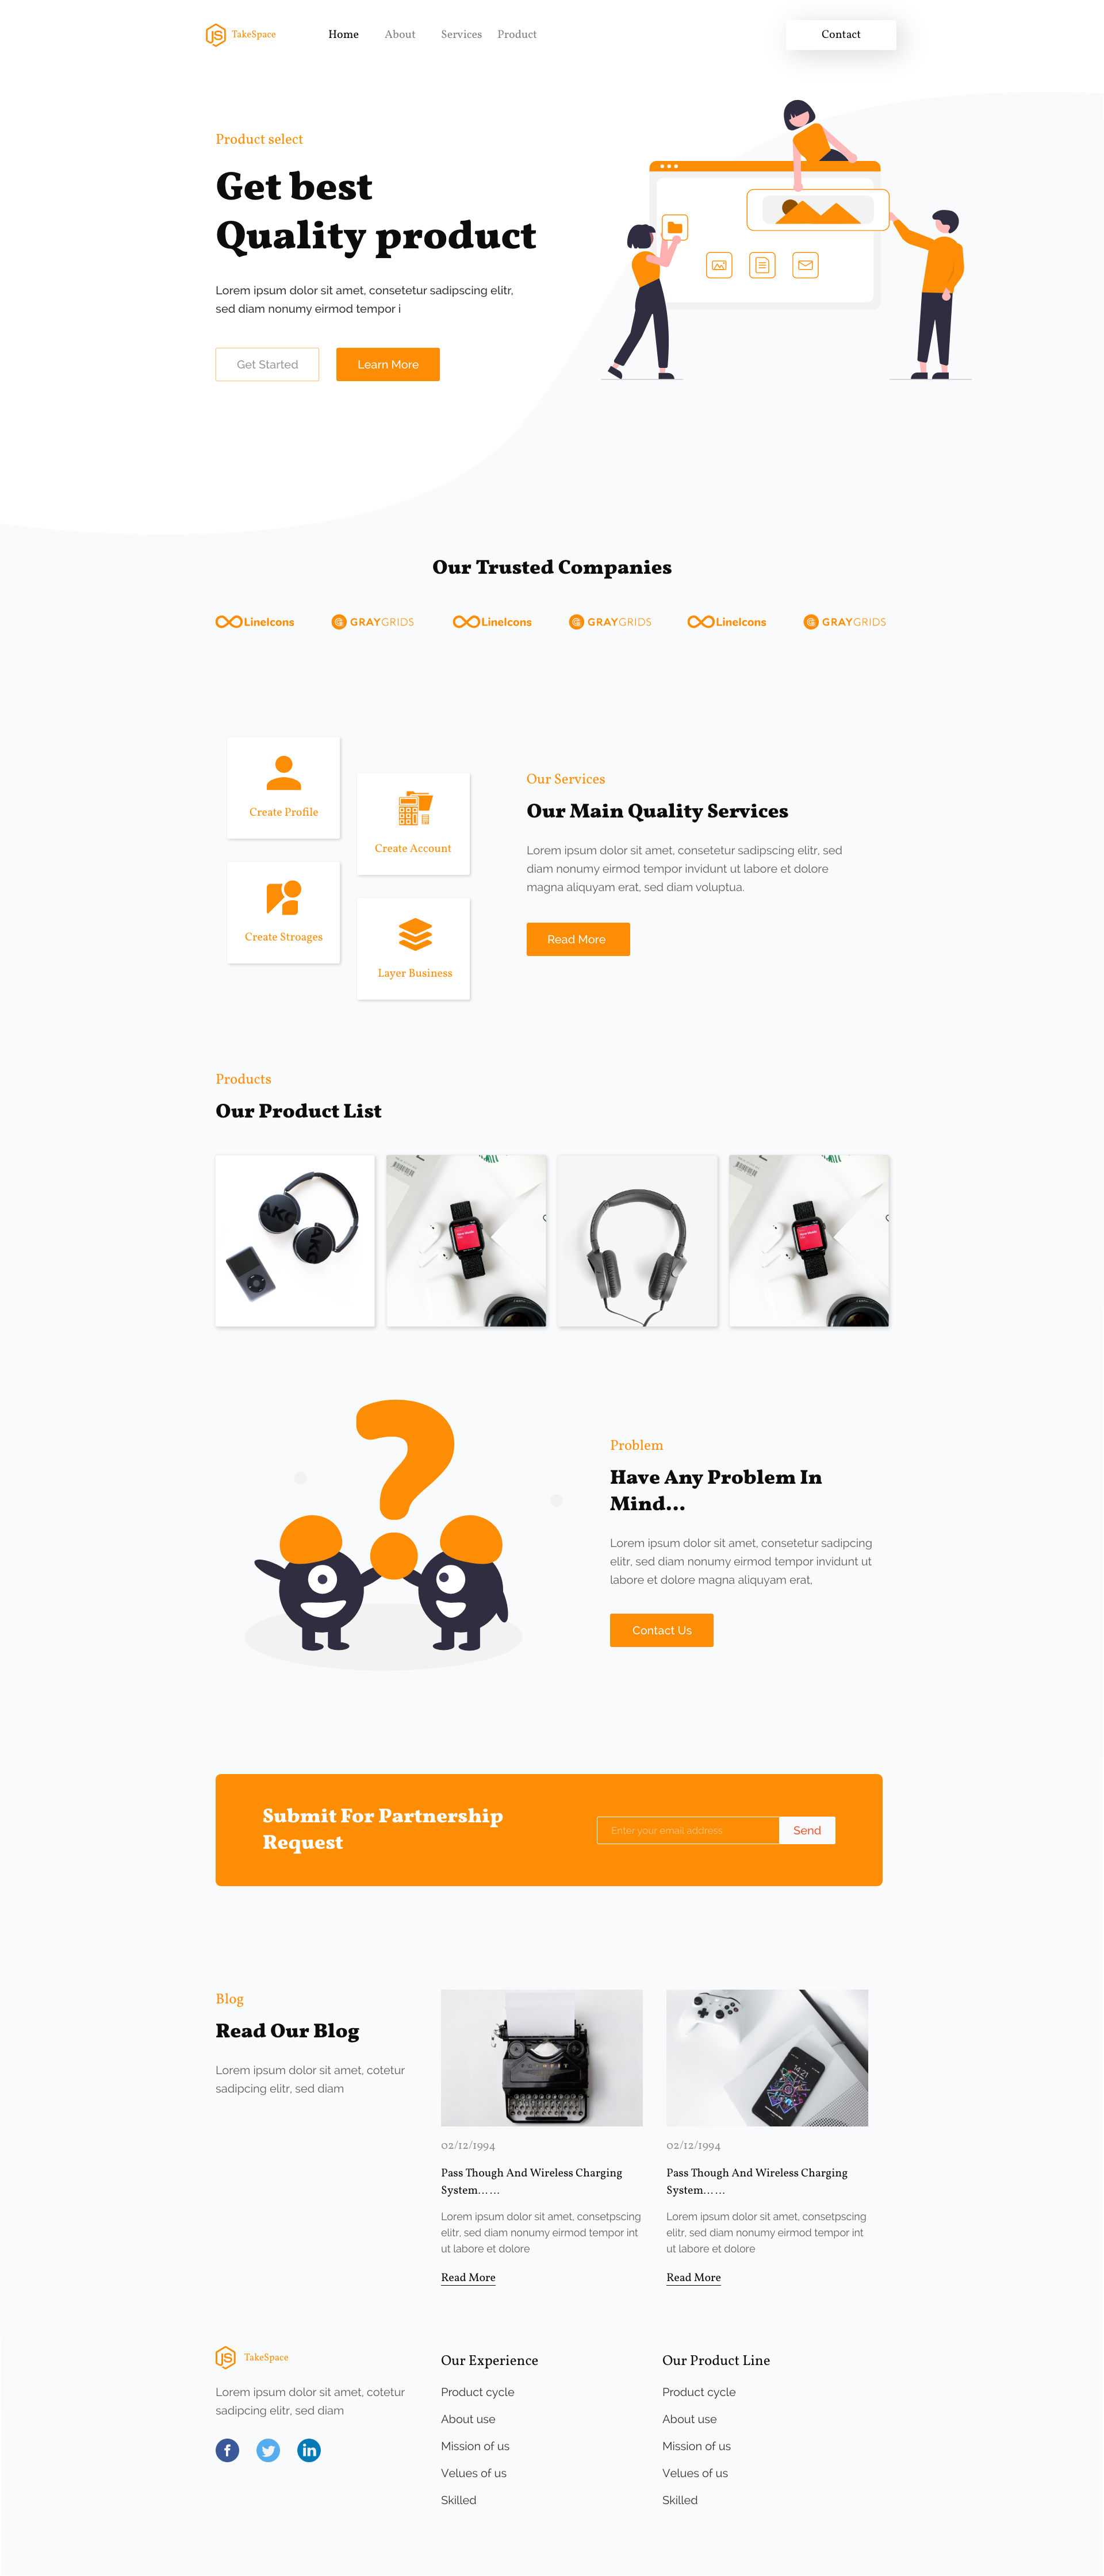 JS TakeSpace
Home About Services Product
Contact
Product select
Get best
Quality product
Lorem ipsum dolor sit amet, consetetur sadipscing elitr,
sed diam nonumy eirmod tempor i
Get Started
Learn More
Our Trusted Companies
LineIcons
GRAYGRIDS
LineIcons
GRAYGRIDS
LineIcons
GRAYGRIDS
Create Profile
Create Account
Create Stroages
Layer Business
Our Services
Our Main Quality Services
Lorem ipsum dolor sit amet, consetetur sadipscing elitr, sed
diam nonumy eirmod tempor invidunt ut labore et dolore
magna aliquyam erat, sed diam voluptua.
Read More
Products
Our Product List
AKG
AKG
Problem
Have Any Problem In
Mind...
Lorem ipsum dolor sit amet, consetetur sadipcing
elitr, sed diam nonumy eirmod tempor invidunt ut
labore et dolore magna aliquyam erat,
Contact Us
Submit For Partnership
Request
Enter your email address
Send
Blog
Read Our Blog
Lorem ipsum dolor sit amet, cotetur
sadipcing elitr, sed diam
02/12/1994
Pass Though And Wireless Charging
System......
Lorem ipsum dolor sit amet, consetpscing
elitr, sed diam nonumy eirmod tempor int
ut labore et dolore
Read More
14:21
02/12/1994
Pass Though And Wireless Charging
System......
Lorem ipsum dolor sit amet, consetpscing
elitr, sed diam nonumy eirmod tempor int
ut labore et dolore
Read More
JS TakeSpace
Lorem ipsum dolor sit amet, cotetur
sadipcing elitr, sed diam
f
in
Our Experience
Product cycle
About use
Mission of us
Velues of us
Skilled
Our Product Line
Product cycle
About use
Mission of us
Velues of us
Skilled